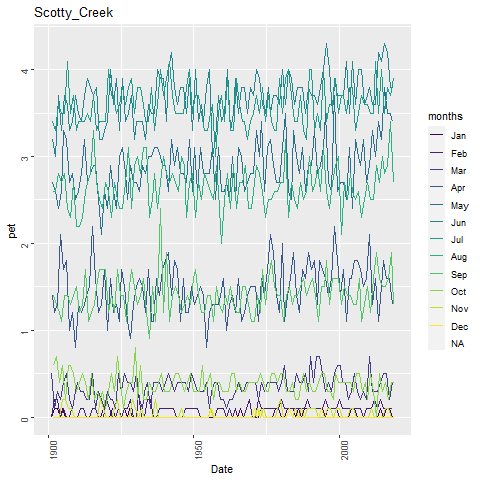 Scotty_Creek
4
3
2
1
0
pet
1900
1950
2000
Date
months
Jan
Feb
Mar
Apr
May
Jun
Jul
Aug
Sep
Oct
Nov
Dec
NA